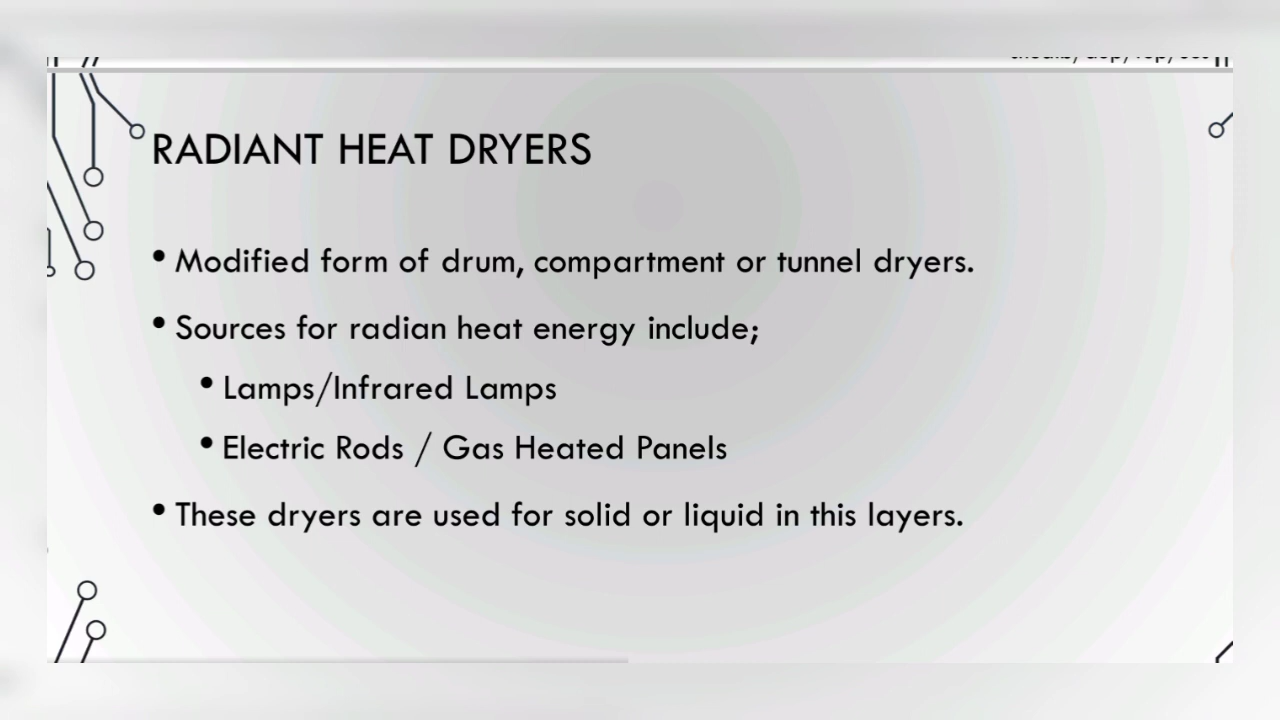 RADIANT HEAT DRYERS
• Modified form of drum, compartment or tunnel dryers.
• Sources for radian heat energy include;
• Lamps/Infrared Lamps
• Electric Rods / Gas Heated Panels
• These dryers are used for solid or liquid in this layers.